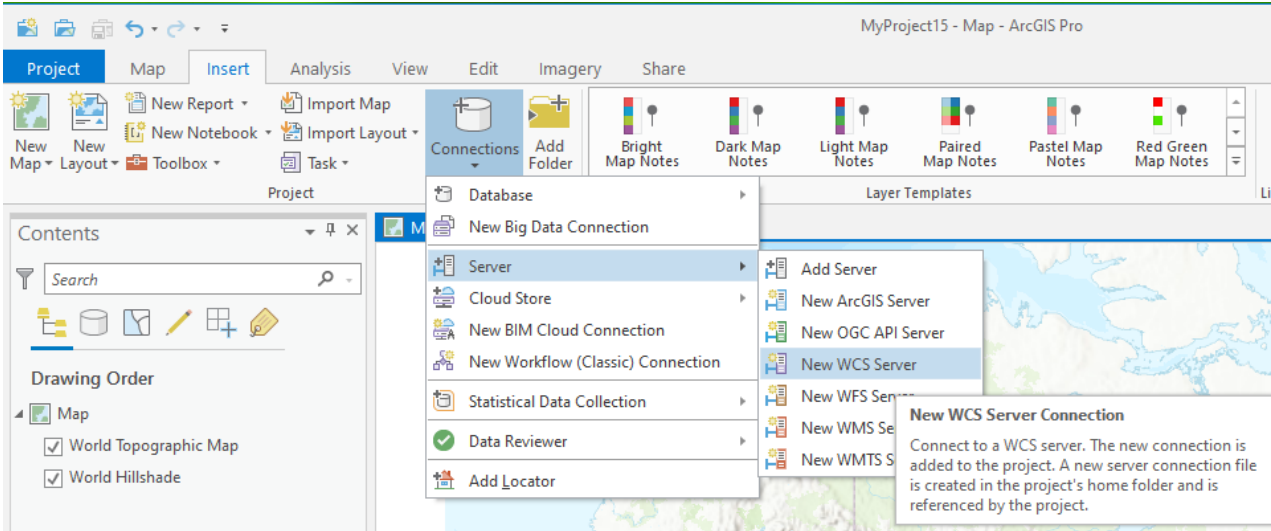 MyProject15 - Map - ArcGIS Pro
Project Map Insert Analysis View Edit Imagery Share
New Map
New Layout
New Report
New Notebook
Toolbox
Import Map
Import Layout
Task
Project
Connections
Add Folder
Bright Map Notes
Dark Map Notes
Light Map Notes
Paired Map Notes
Pastel Map Notes
Red Green Map Notes
Layer Templates
Li
Contents
Search
Drawing Order
Map
World Topographic Map
World Hillshade
M
Database
New Big Data Connection
Server
Cloud Store
New BIM Cloud Connection
New Workflow (Classic) Connection
Statistical Data Collection
Data Reviewer
Add Locator
Add Server
New ArcGIS Server
New OGC API Server
New WCS Server
New WFS Server
New WMS Se
New WMTS S
New WCS Server Connection
Connect to a WCS server. The new connection is
added to the project. A new server connection file
is created in the project's home folder and is
referenced by the project.